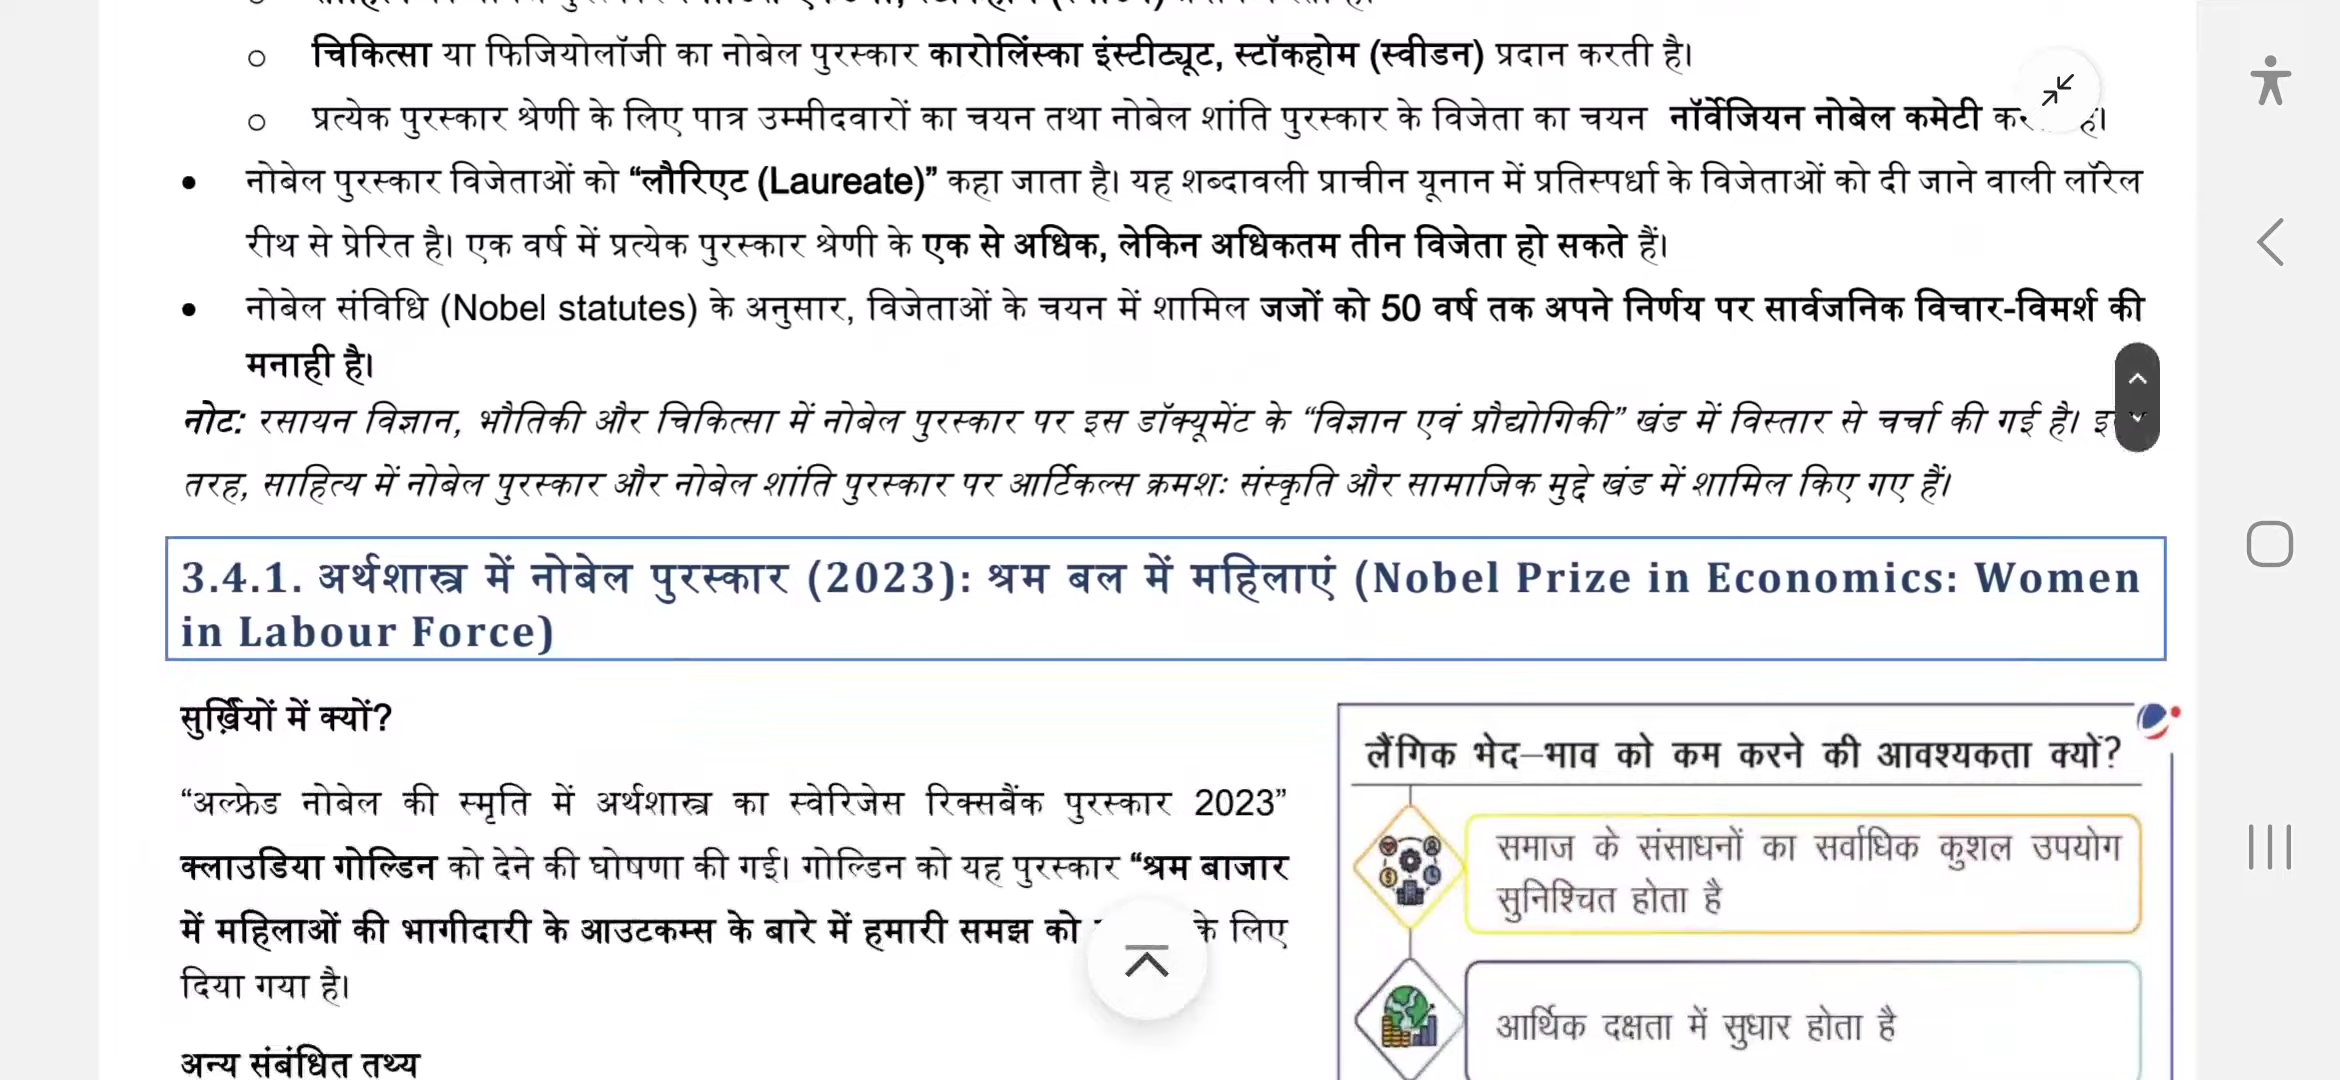 चिकित्सा या फिजियोलॉजी का नोबेल पुरस्कार कारोलिंस्का इंस्टीट्यूट, स्टॉकहोम (स्वीडन) प्रदान करती है।
प्रत्येक पुरस्कार श्रेणी के लिए पात्र उम्मीदवारों का चयन तथा नोबेल शांति पुरस्कार के विजेता का चयन नॉर्वेजियन नोबेल कमेटी
नोबेल पुरस्कार विजेताओं को “लौरिएट (Laureate)” कहा जाता है। यह शब्दावली प्राचीन यूनान में प्रतिस्पर्धा के विजेताओं को दी जाने वाली लॉरेल
रीथ से प्रेरित है। एक वर्ष में प्रत्येक पुरस्कार श्रेणी के एक से अधिक, लेकिन अधिकतम तीन विजेता हो सकते हैं।
नोबेल संविधि (Nobel statutes) के अनुसार, विजेताओं के चयन में शामिल जजों को 50 वर्ष तक अपने निर्णय पर सार्वजनिक विचार-विमर्श की
मनाही है।
नोट: रसायन विज्ञान, भौतिकी और चिकित्सा में नोबेल पुरस्कार पर इस डॉक्यूमेंट के “विज्ञान एवं प्रौद्योगिकी” खंड में विस्तार से चर्चा की गई है।
तरह, साहित्य में नोबेल पुरस्कार और नोबेल शांति पुरस्कार पर आर्टिकल्स क्रमशः संस्कृति और सामाजिक मुद्दे खंड में शामिल किए गए हैं।
3.4.1. अर्थशास्त्र में नोबेल पुरस्कार (2023): श्रम बल में महिलाएं (Nobel Prize in Economics: Women
in Labour Force)
सुर्ख़ियों में क्यों?
“अल्फ्रेड नोबेल की स्मृति में अर्थशास्त्र का स्वेरिजेस रिक्सबैंक पुरस्कार 2023”
क्लाउडिया गोल्डिन को देने की घोषणा की गई। गोल्डिन को यह पुरस्कार “श्रम बाजार
में महिलाओं की भागीदारी के आउटकम्स के बारे में हमारी समझ को के लिए
दिया गया है।
अन्य संबंधित तथ्य
लैंगिक भेद–भाव को कम करने की आवश्यकता क्यों?
समाज के संसाधनों का सर्वाधिक कुशल उपयोग
सुनिश्चित होता है
आर्थिक दक्षता में सुधार होता है